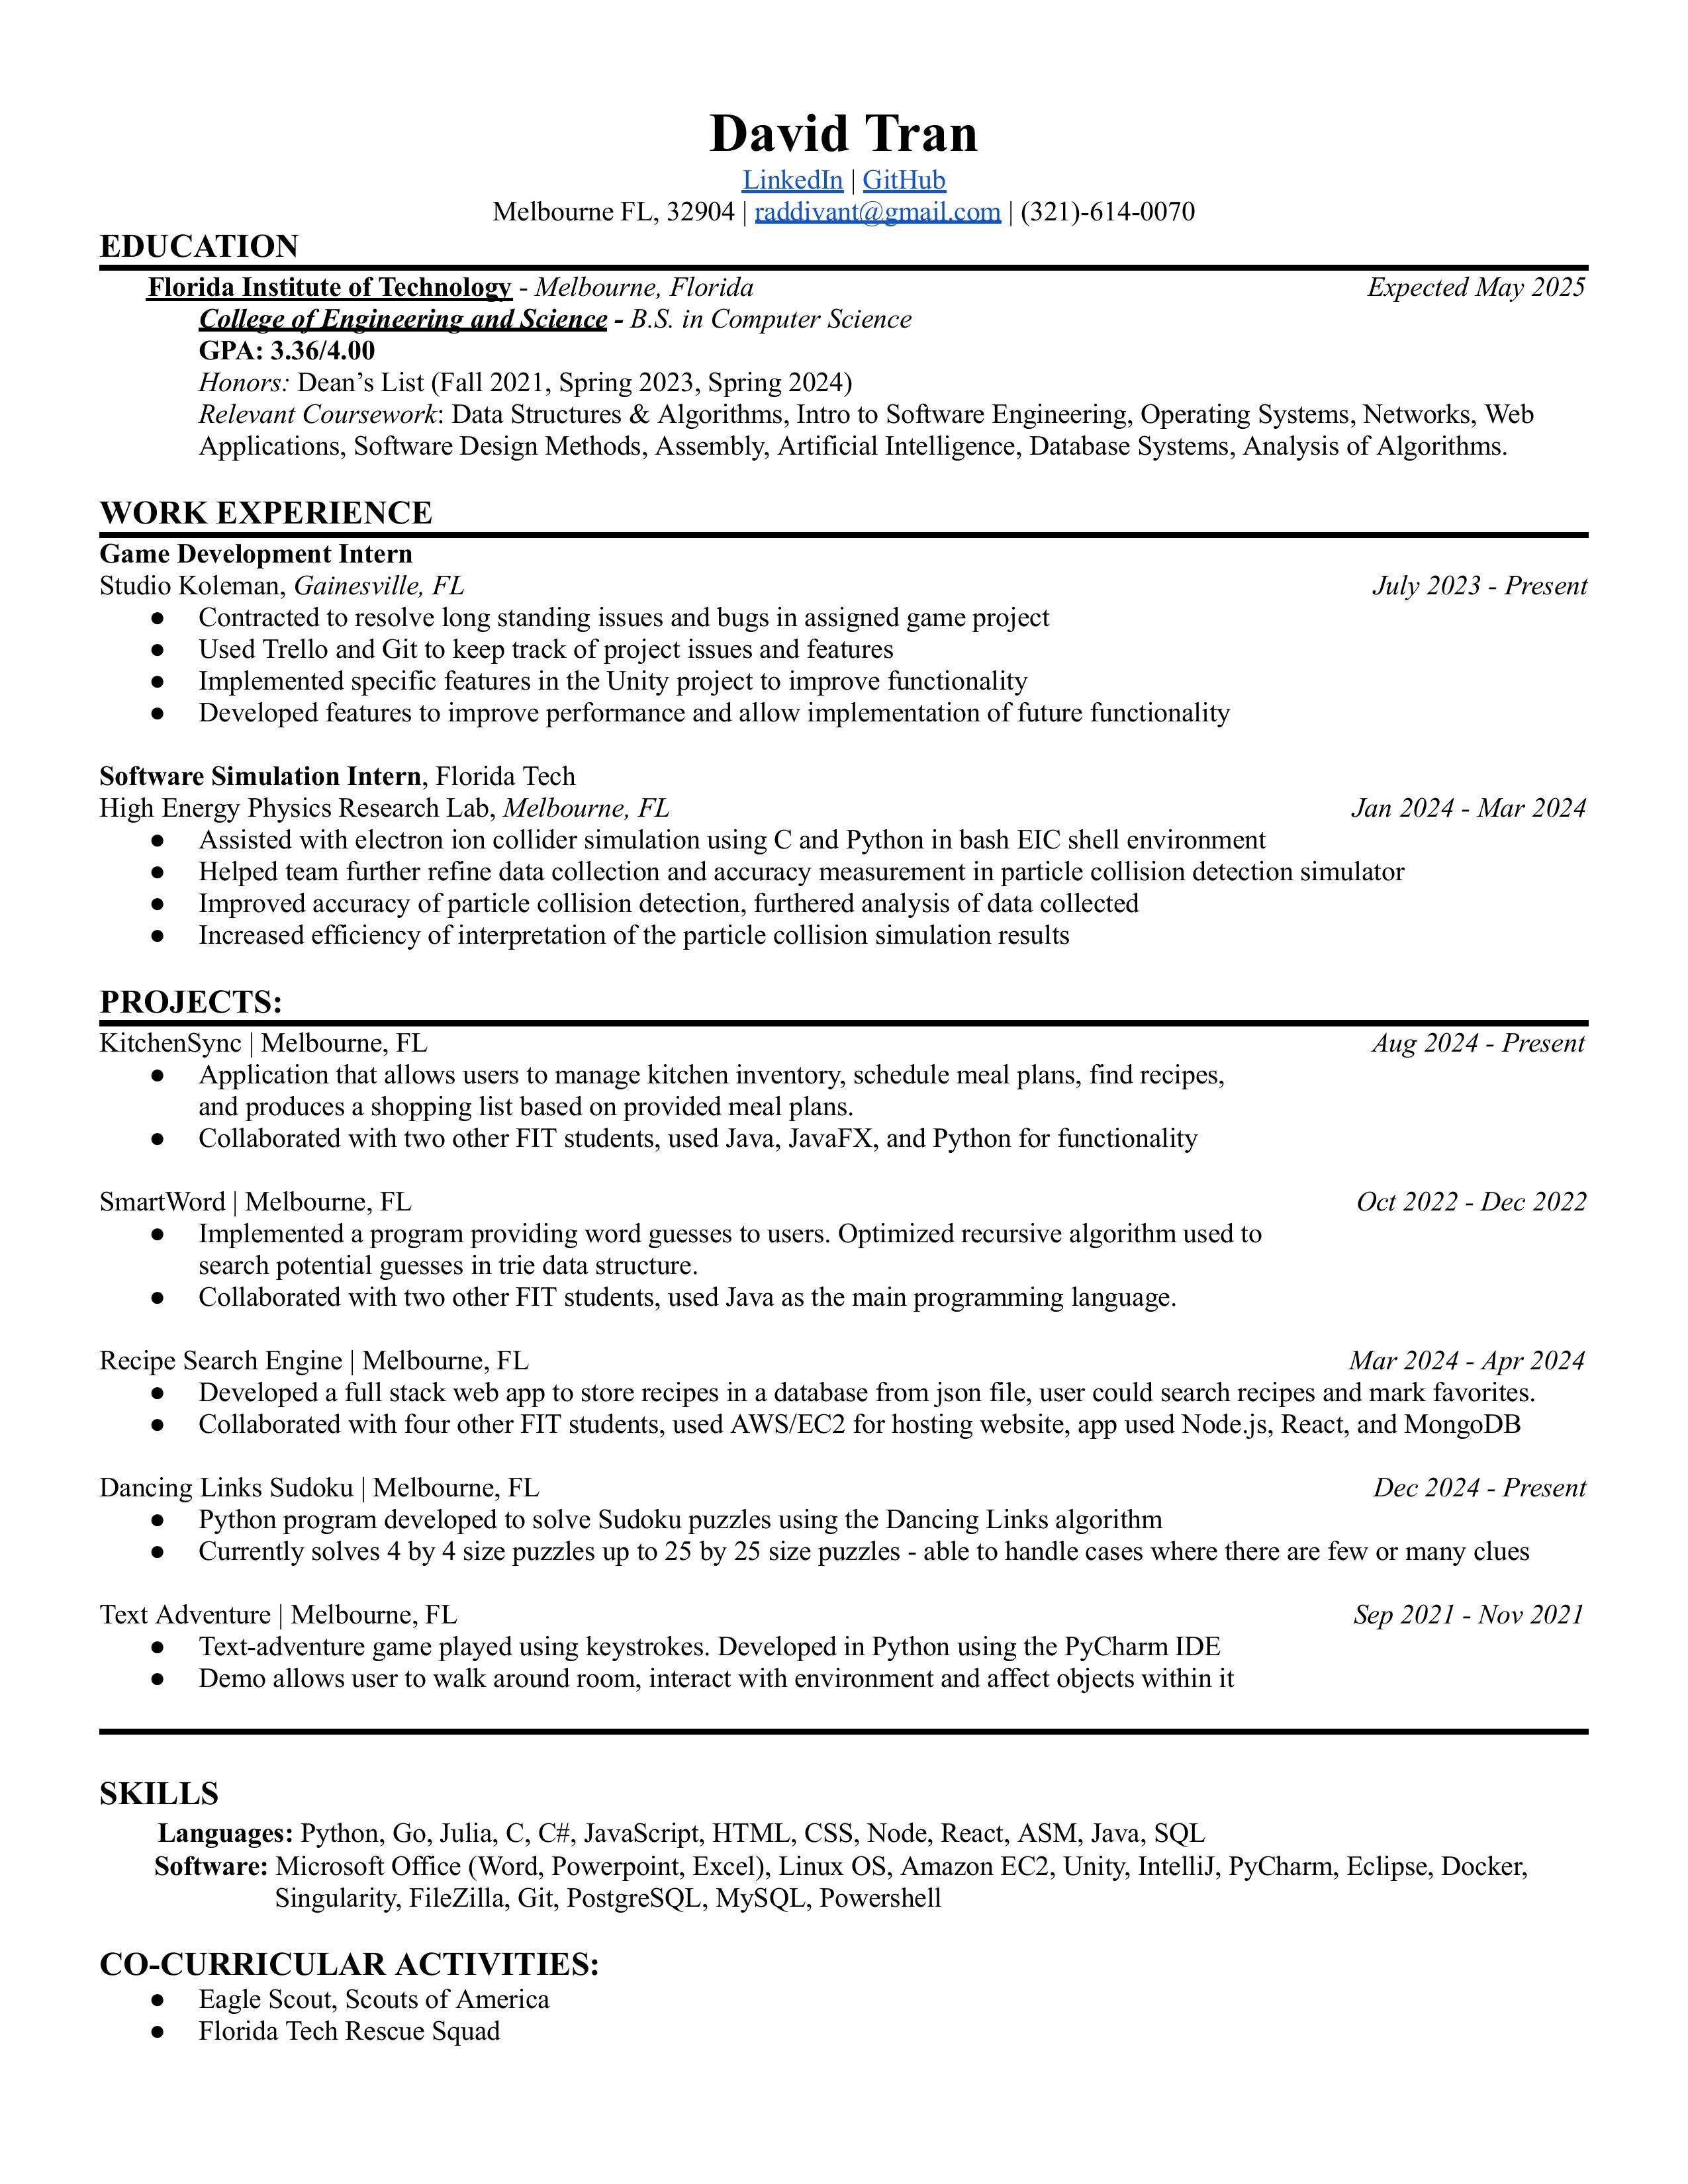 David Tran
LinkedIn | GitHub
Melbourne FL, 32904 | raddivant@gmail.com | (321)-614-0070
EDUCATION
Florida Institute of Technology - Melbourne, Florida Expected May 2025
College of Engineering and Science - B.S. in Computer Science
GPA: 3.36/4.00
Honors: Dean’s List (Fall 2021, Spring 2023, Spring 2024)
Relevant Coursework: Data Structures & Algorithms, Intro to Software Engineering, Operating Systems, Networks, Web
Applications, Software Design Methods, Assembly, Artificial Intelligence, Database Systems, Analysis of Algorithms.
WORK EXPERIENCE
Game Development Intern
Studio Koleman, Gainesville, FL July 2023 - Present
● Contracted to resolve long standing issues and bugs in assigned game project
● Used Trello and Git to keep track of project issues and features
● Implemented specific features in the Unity project to improve functionality
● Developed features to improve performance and allow implementation of future functionality
Software Simulation Intern, Florida Tech
High Energy Physics Research Lab, Melbourne, FL Jan 2024 - Mar 2024
● Assisted with electron ion collider simulation using C and Python in bash EIC shell environment
● Helped team further refine data collection and accuracy measurement in particle collision detection simulator
● Improved accuracy of particle collision detection, furthered analysis of data collected
● Increased efficiency of interpretation of the particle collision simulation results
PROJECTS:
KitchenSync | Melbourne, FL Aug 2024 - Present
● Application that allows users to manage kitchen inventory, schedule meal plans, find recipes,
and produces a shopping list based on provided meal plans.
● Collaborated with two other FIT students, used Java, JavaFX, and Python for functionality
SmartWord | Melbourne, FL Oct 2022 - Dec 2022
● Implemented a program providing word guesses to users. Optimized recursive algorithm used to
search potential guesses in trie data structure.
● Collaborated with two other FIT students, used Java as the main programming language.
Recipe Search Engine | Melbourne, FL Mar 2024 - Apr 2024
● Developed a full stack web app to store recipes in a database from json file, user could search recipes and mark favorites.
● Collaborated with four other FIT students, used AWS/EC2 for hosting website, app used Node.js, React, and MongoDB
Dancing Links Sudoku | Melbourne, FL Dec 2024 - Present
● Python program developed to solve Sudoku puzzles using the Dancing Links algorithm
● Currently solves 4 by 4 size puzzles up to 25 by 25 size puzzles - able to handle cases where there are few or many clues
Text Adventure | Melbourne, FL Sep 2021 - Nov 2021
● Text-adventure game played using keystrokes. Developed in Python using the PyCharm IDE
● Demo allows user to walk around room, interact with environment and affect objects within it
SKILLS
Languages: Python, Go, Julia, C, C#, JavaScript, HTML, CSS, Node, React, ASM, Java, SQL
Software: Microsoft Office (Word, Powerpoint, Excel), Linux OS, Amazon EC2, Unity, IntelliJ, PyCharm, Eclipse, Docker,
Singularity, FileZilla, Git, PostgreSQL, MySQL, Powershell
CO-CURRICULAR ACTIVITIES:
● Eagle Scout, Scouts of America
● Florida Tech Rescue Squad